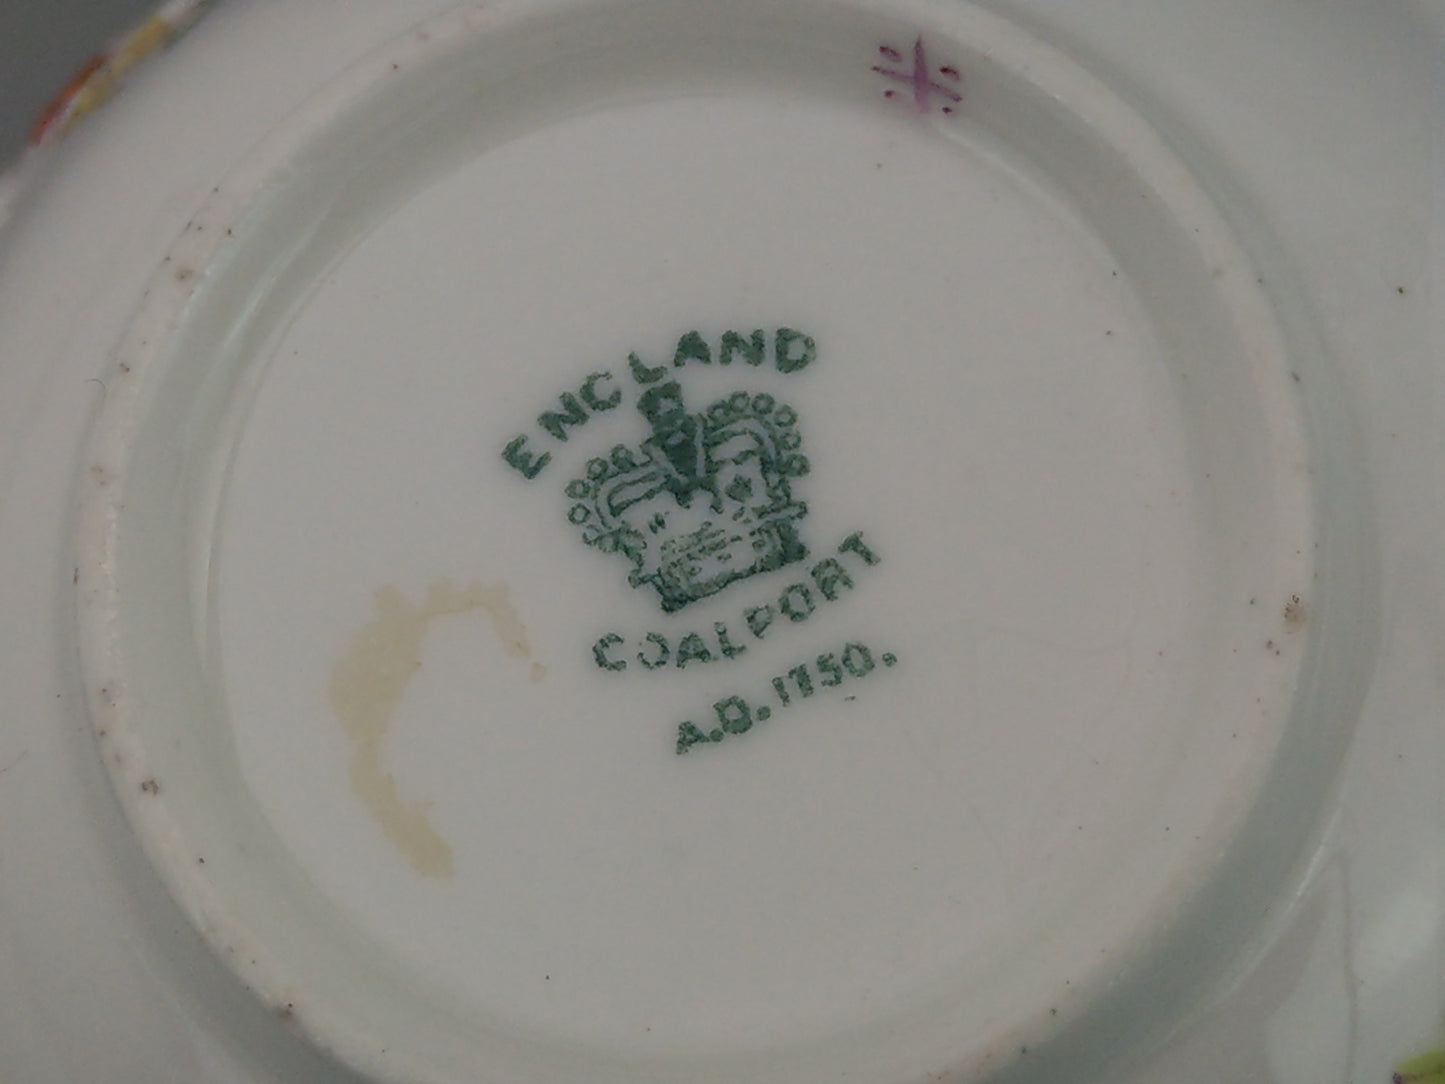 ENGLAND
COALPORT
A.D. 1750.